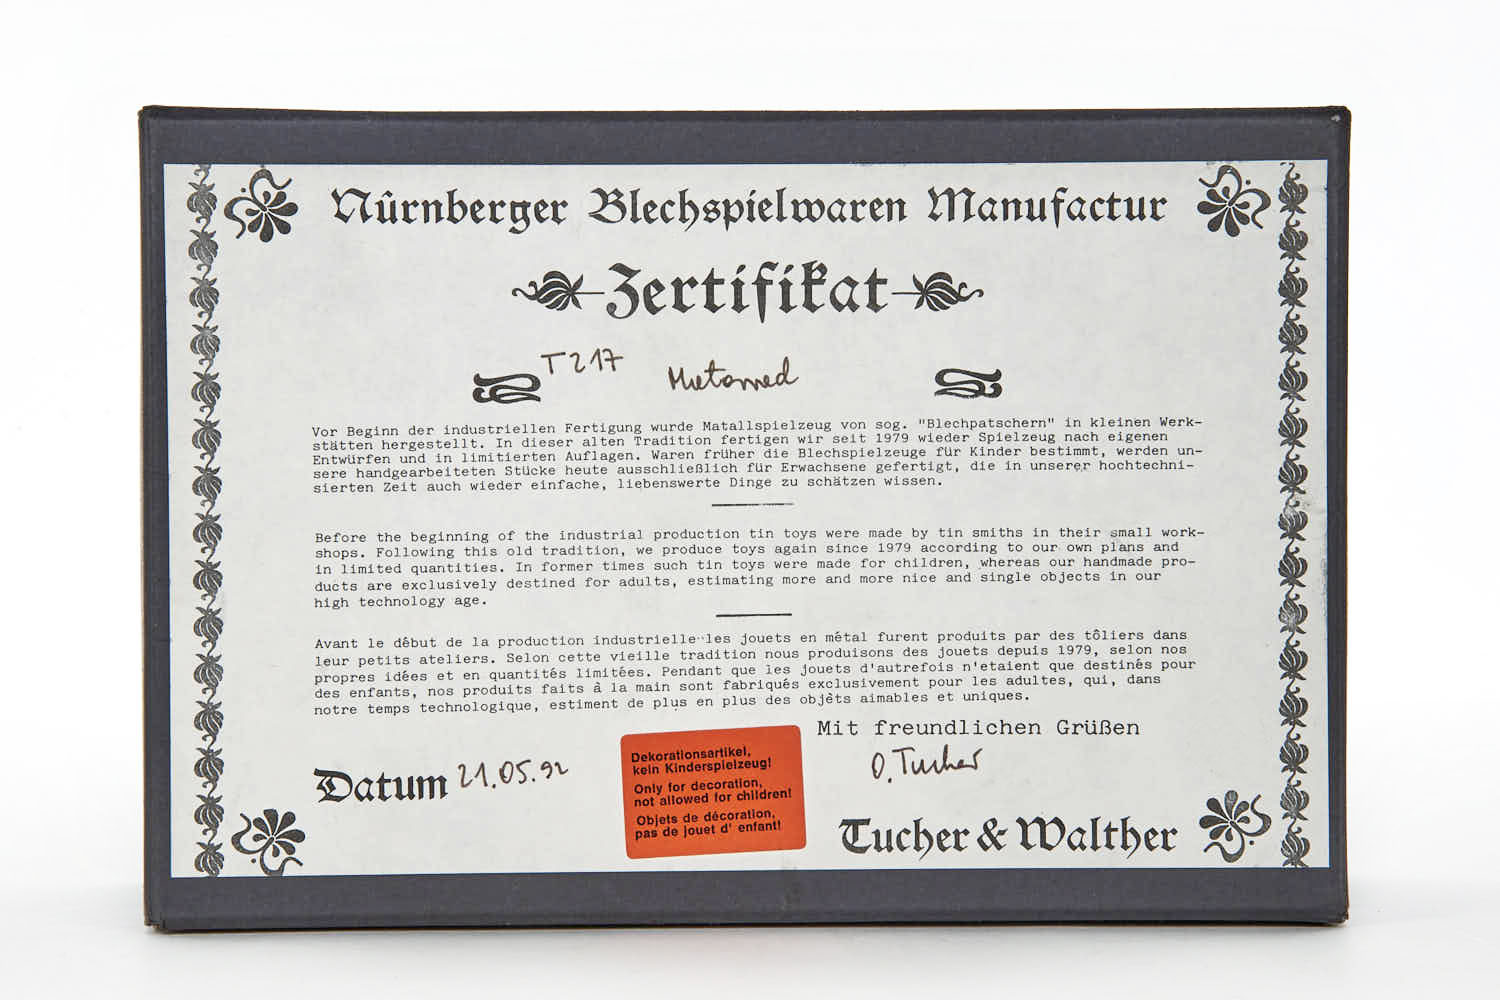 Nûrnberger Blechspielwaren Manufactur
Zertifikat
T217
Vor Beginn der industriellen Fertigung wurde Matallspielzeug von sog. "Blechpatschern" in kleinen Werk-
stätten hergestellt. In dieser alten Tradition fertigen wir seit 1979 wieder Spielzeug nach eigenen
Entwürfen und in limitierten Auflagen. Waren früher die Blechspielzeuge für Kinder bestimmt, werden un-
sere handgearbeiteten Stücke heute ausschließlich für Erwachsene gefertigt, die in unserer hochtechni-
sierten Zeit auch wieder einfache, liebenswerte Dinge zu schätzen wissen.
Before the beginning of the industrial production tin toys were made by tin smiths in their small work-
shops. Following this old tradition, we produce toys again since 1979 according to our own plans and
in limited quantities. In former times such tin toys were made for children, whereas our handmade pro-
ducts are exclusively destined for adults, estimating more and more nice and single objects in our
high technology age.
Avant le début de la production industrielle les jouets en métal furent produits par des tôliers dans
leur petits ateliers. Selon cette vieille tradition nous produisons des jouets depuis 1979, selon nos
propres idées et en quantités limitées. Pendant que les jouets d'autrefois n'etaient que destinés pour
des enfants, nos produits faits à la main sont fabriqués exclusivement pour les adultes, qui, dans
notre temps technologique, estiment de plus en plus des objêts aimables et uniques.
Mit freundlichen Grüßen
Datum 21.05.92
Dekorationsartikel,
kein Kinderspielzeug!
Only for decoration,
not allowed for children!
Objets de décoration,
pas de jouet d' enfant!
O. Tucher
Tucher & Walther